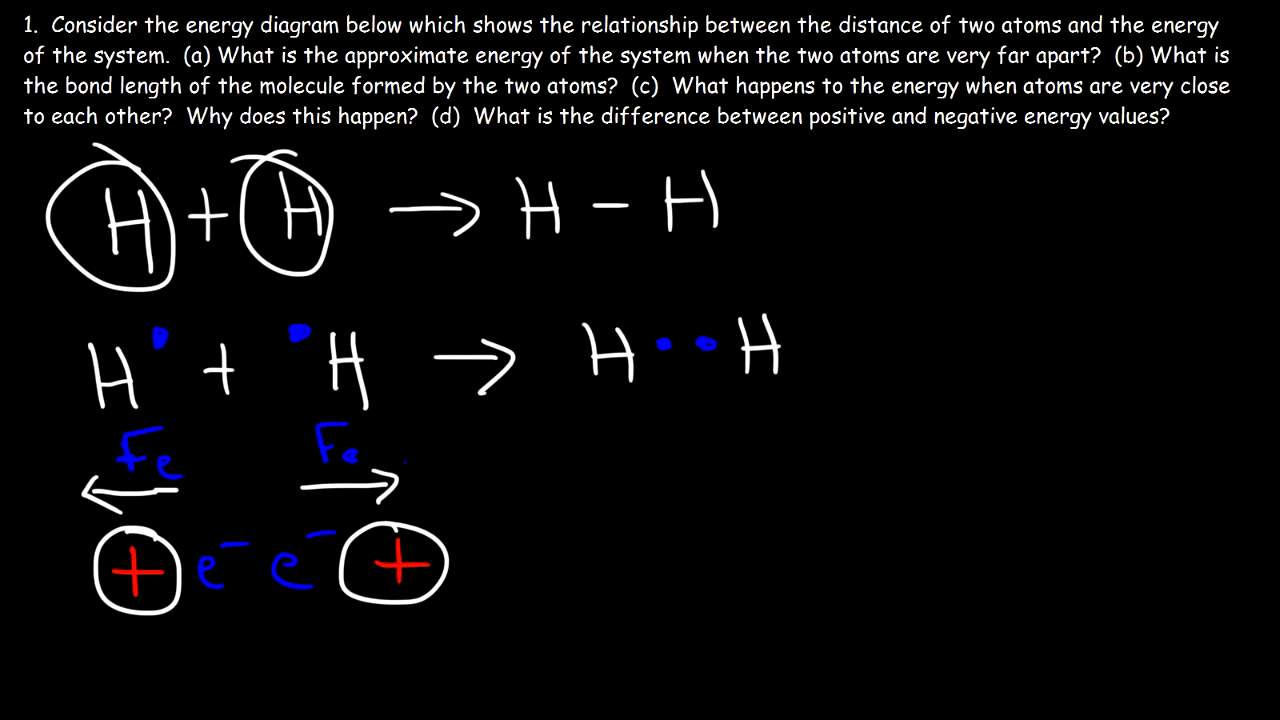 1. Consider the energy diagram below which shows the relationship between the distance of two atoms and the energy
of the system. (a) What is the approximate energy of the system when the two atoms are very far apart? (b) What is
the bond length of the molecule formed by the two atoms? (c) What happens to the energy when atoms are very close
to each other? Why does this happen? (d) What is the difference between positive and negative energy values?
H + H → H - H
H• + •H → H • • H
Fe Fe
← →
+ e⁻ e⁻ +